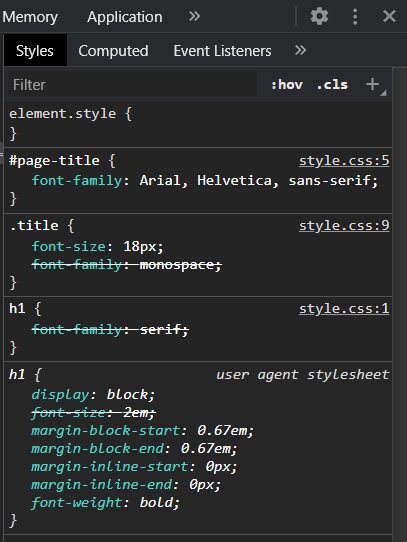 Memory Application »
Styles Computed Event Listeners »
Filter :hov .cls +
element.style {
}
#page-title { style.css:5
font-family: Arial, Helvetica, sans-serif;
}
.title { style.css:9
font-size: 18px;
font-family: monospace;
}
h1 { style.css:1
font-family: serif;
}
h1 { user agent stylesheet
display: block;
font-size: 2em;
margin-block-start: 0.67em;
margin-block-end: 0.67em;
margin-inline-start: 0px;
margin-inline-end: 0px;
font-weight: bold;
}